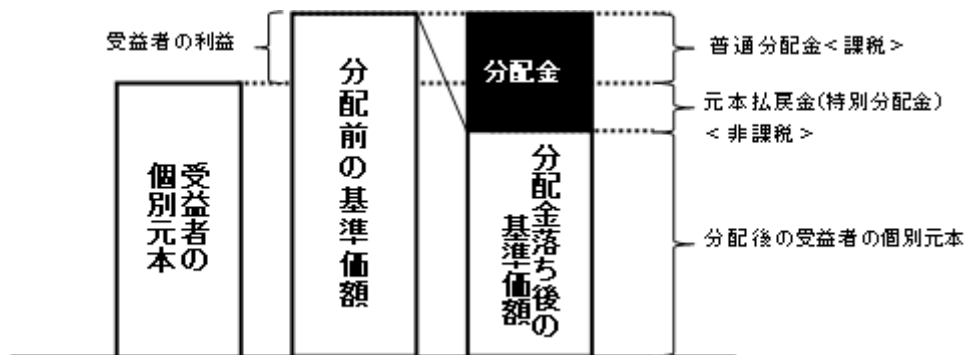 受益者の利益
受益者の
個別元本
分配前の基準価額
分配金
分配金落ち後の
基準価額
普通分配金＜課税＞
元本払戻金(特別分配金)
＜非課税＞
分配後の受益者の個別元本